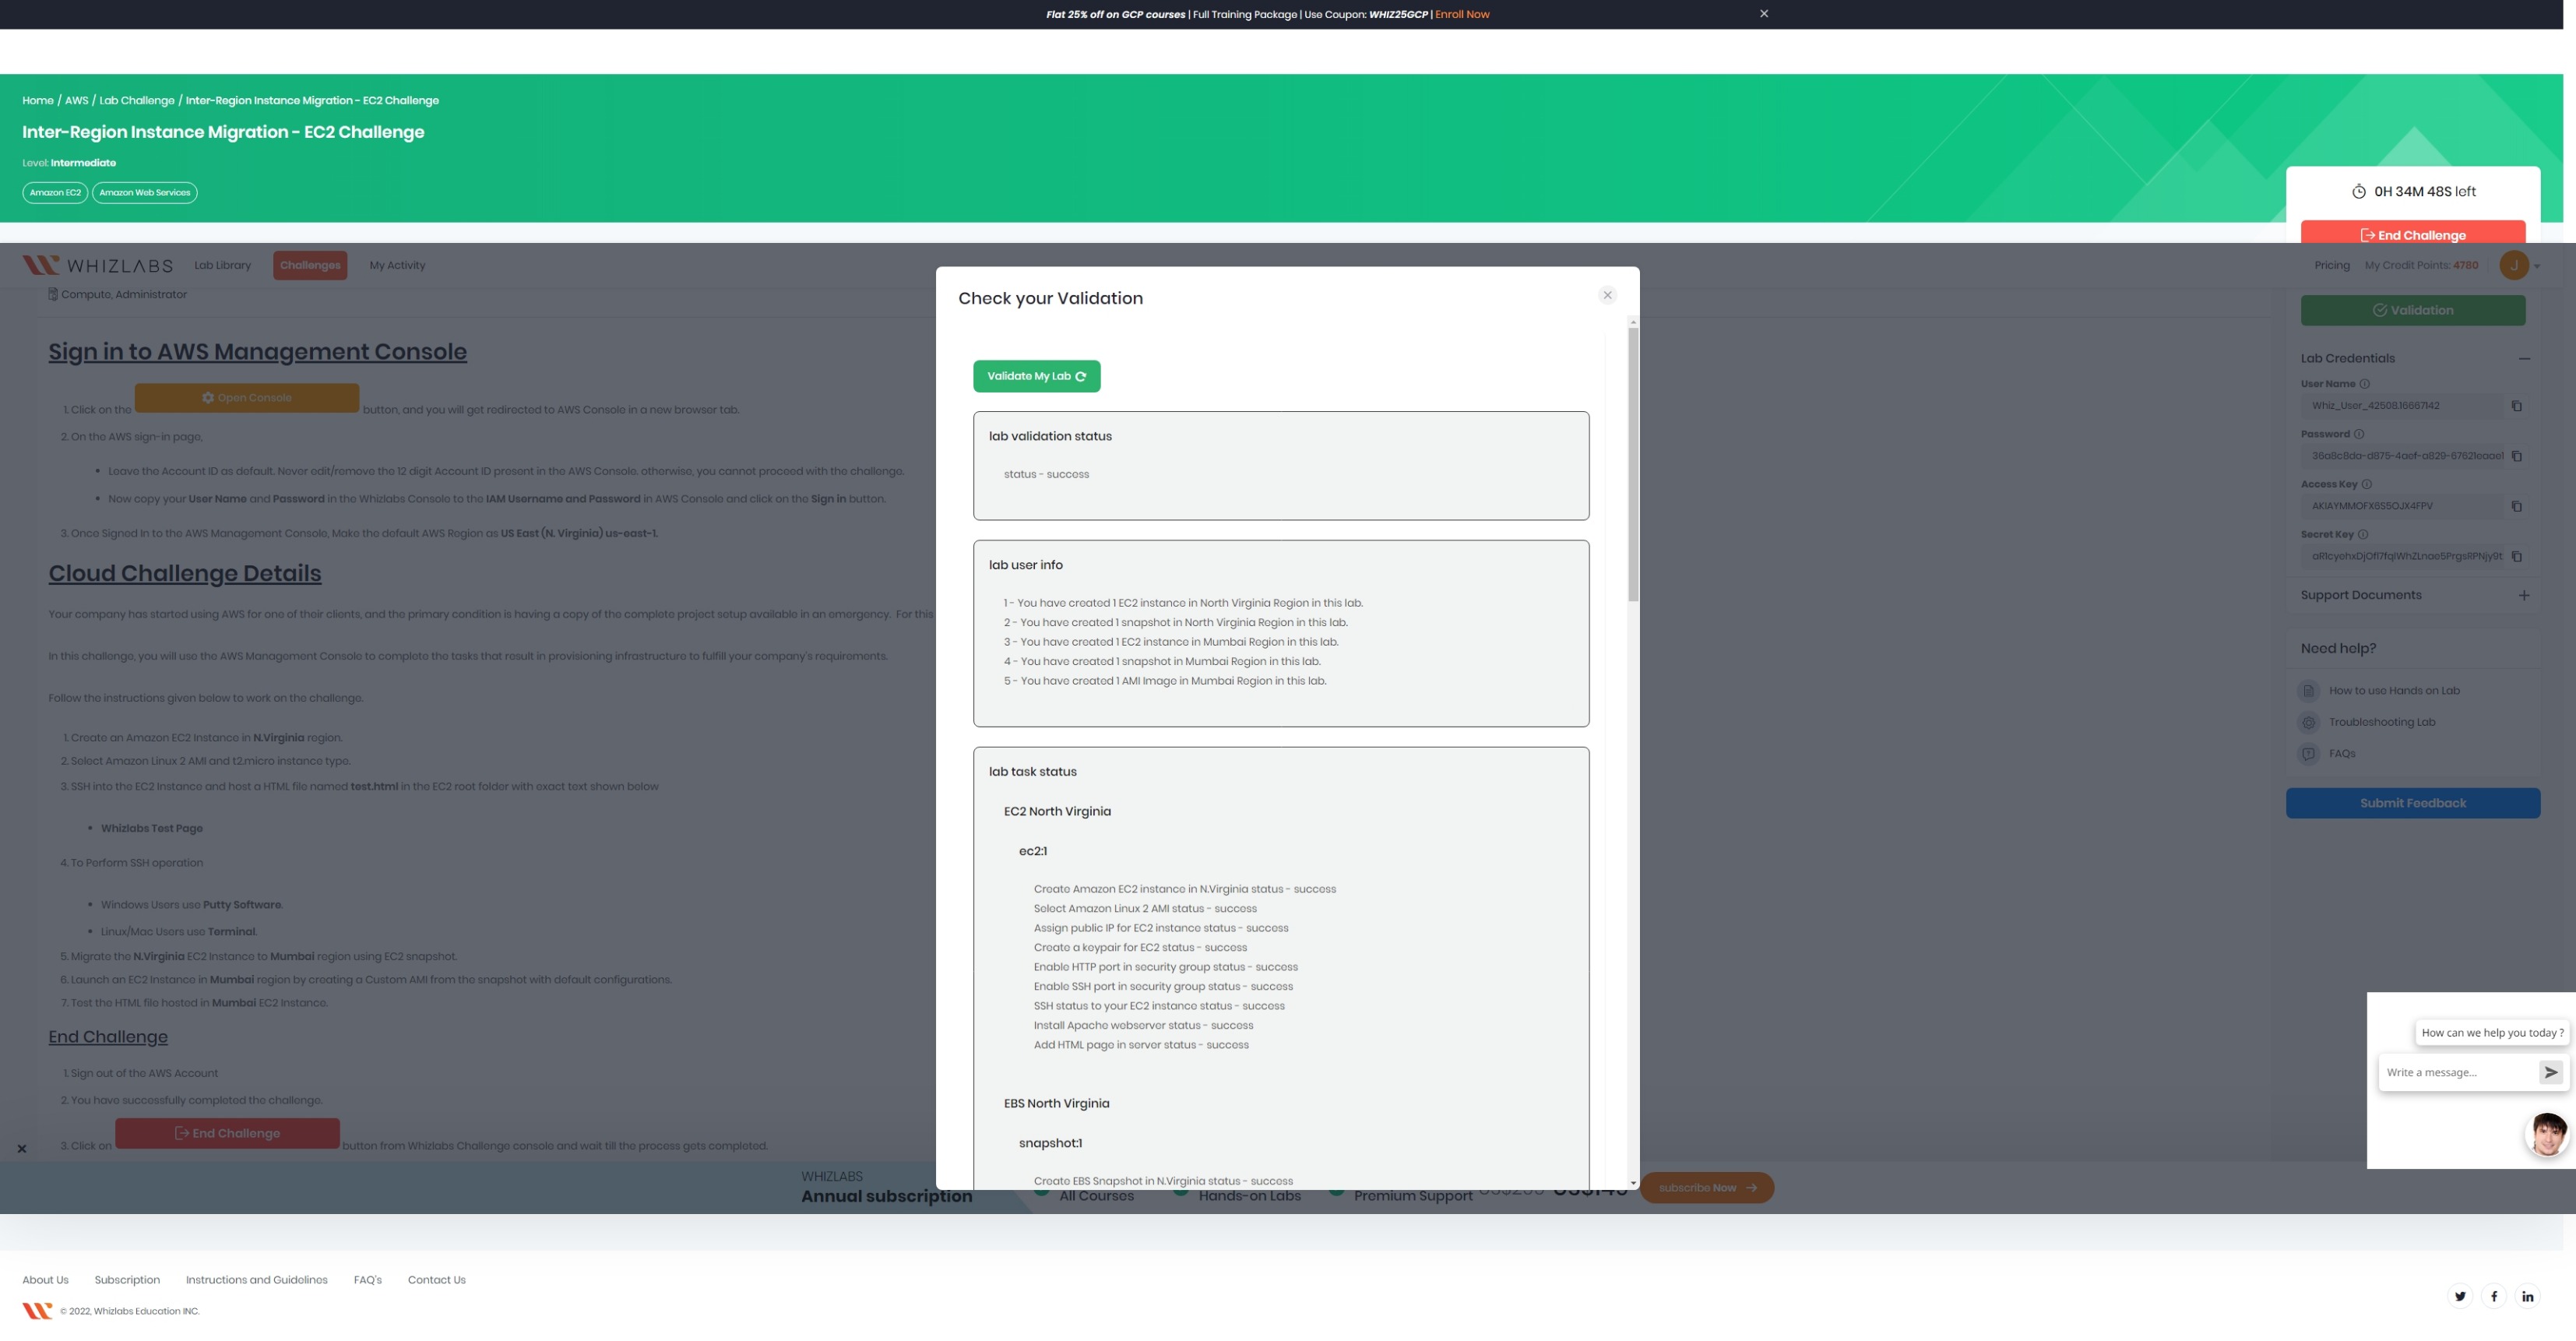 Flat 25% off on GCP courses | Full Training Package | Use Coupon: WHIZ25GCP | Enroll Now
Home / AWS / Lab Challenge / Inter-Region Instance Migration - EC2 Challenge
Inter-Region Instance Migration - EC2 Challenge
Level: Intermediate
Amazon EC2
Amazon Web Services
0H 34M 48S left
End Challenge
WHIZLABS
Lab Library
Challenges
My Activity
Pricing
My Credit Points: 4780
J
Compute, Administrator
Sign in to AWS Management Console
1. Click on the Open Console button, and you will get redirected to AWS Console in a new browser tab.
2. On the AWS sign-in page,
• Leave the Account ID as default. Never edit/remove the 12 digit Account ID present in the AWS Console. otherwise, you cannot proceed with the challenge.
• Now copy your User Name and Password in the Whizlabs Console to the IAM Username and Password in AWS Console and click on the Sign in button.
3. Once Signed In to the AWS Management Console, Make the default AWS Region as US East (N. Virginia) us-east-1.
Cloud Challenge Details
Your company has started using AWS for one of their clients, and the primary condition is having a copy of the complete project setup available in an emergency. For this
In this challenge, you will use the AWS Management Console to complete the tasks that result in provisioning infrastructure to fulfill your company's requirements.
Follow the instructions given below to work on the challenge.
1. Create an Amazon EC2 Instance in N.Virginia region.
2. Select Amazon Linux 2 AMI and t2.micro instance type.
3. SSH into the EC2 Instance and host a HTML file named test.html in the EC2 root folder with exact text shown below
• Whizlabs Test Page
4. To Perform SSH operation
• Windows Users use Putty Software.
• Linux/Mac Users use Terminal.
5. Migrate the N.Virginia EC2 Instance to Mumbai region using EC2 snapshot.
6. Launch an EC2 Instance in Mumbai region by creating a Custom AMI from the snapshot with default configurations.
7. Test the HTML file hosted in Mumbai EC2 Instance.
End Challenge
1. Sign out of the AWS Account
2. You have successfully completed the challenge.
3. Click on End Challenge button from Whizlabs Challenge console and wait till the process gets completed.
Check your Validation
Validate My Lab
lab validation status
status - success
lab user info
1 - You have created 1 EC2 instance in North Virginia Region in this lab.
2 - You have created 1 snapshot in North Virginia Region in this lab.
3 - You have created 1 EC2 instance in Mumbai Region in this lab.
4 - You have created 1 snapshot in Mumbai Region in this lab.
5 - You have created 1 AMI Image in Mumbai Region in this lab.
lab task status
EC2 North Virginia
ec2:1
Create Amazon EC2 instance in N.Virginia status - success
Select Amazon Linux 2 AMI status - success
Assign public IP for EC2 instance status - success
Create a keypair for EC2 status - success
Enable HTTP port in security group status - success
Enable SSH port in security group status - success
SSH status to your EC2 instance status - success
Install Apache webserver status - success
Add HTML page in server status - success
EBS North Virginia
snapshot:1
Create EBS Snapshot in N.Virginia status - success
Validation
Lab Credentials
User Name
Whiz_User_42508.16667142
Password
36a8c8da-d875-4aef-a829-67621eaae1
Access Key
AKIAYMMOFX6S5OJX4FPV
Secret Key
Support Documents
Need help?
How to use Hands on Lab
Troubleshooting Lab
FAQs
Submit Feedback
How can we help you today ?
Write a message...
WHIZLABS
Annual subscription
All Courses
Hands-on Labs
Premium Support
subscribe Now
About Us
Subscription
Instructions and Guidelines
FAQ's
Contact Us
© 2022, Whizlabs Education INC.